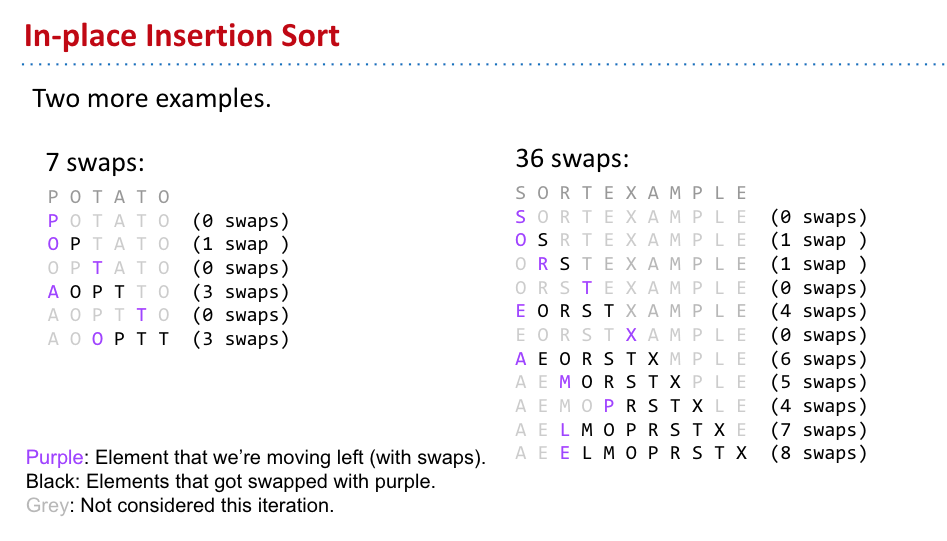 In-place Insertion Sort
Two more examples.
7 swaps:
P O T A T O
P O T A T O (0 swaps)
O P T A T O (1 swap )
O P T A T O (0 swaps)
A O P T T O (3 swaps)
A O P T T O (0 swaps)
A O O P T T (3 swaps)
36 swaps:
S O R T E X A M P L E
S O R T E X A M P L E (0 swaps)
O S R T E X A M P L E (1 swap )
O R S T E X A M P L E (1 swap )
O R S T E X A M P L E (0 swaps)
E O R S T X A M P L E (4 swaps)
E O R S T X A M P L E (0 swaps)
A E O R S T X M P L E (6 swaps)
A E M O R S T X P L E (5 swaps)
A E M O P R S T X L E (4 swaps)
A E L M O P R S T X E (7 swaps)
A E E L M O P R S T X (8 swaps)
Purple: Element that we're moving left (with swaps).
Black: Elements that got swapped with purple.
Grey: Not considered this iteration.